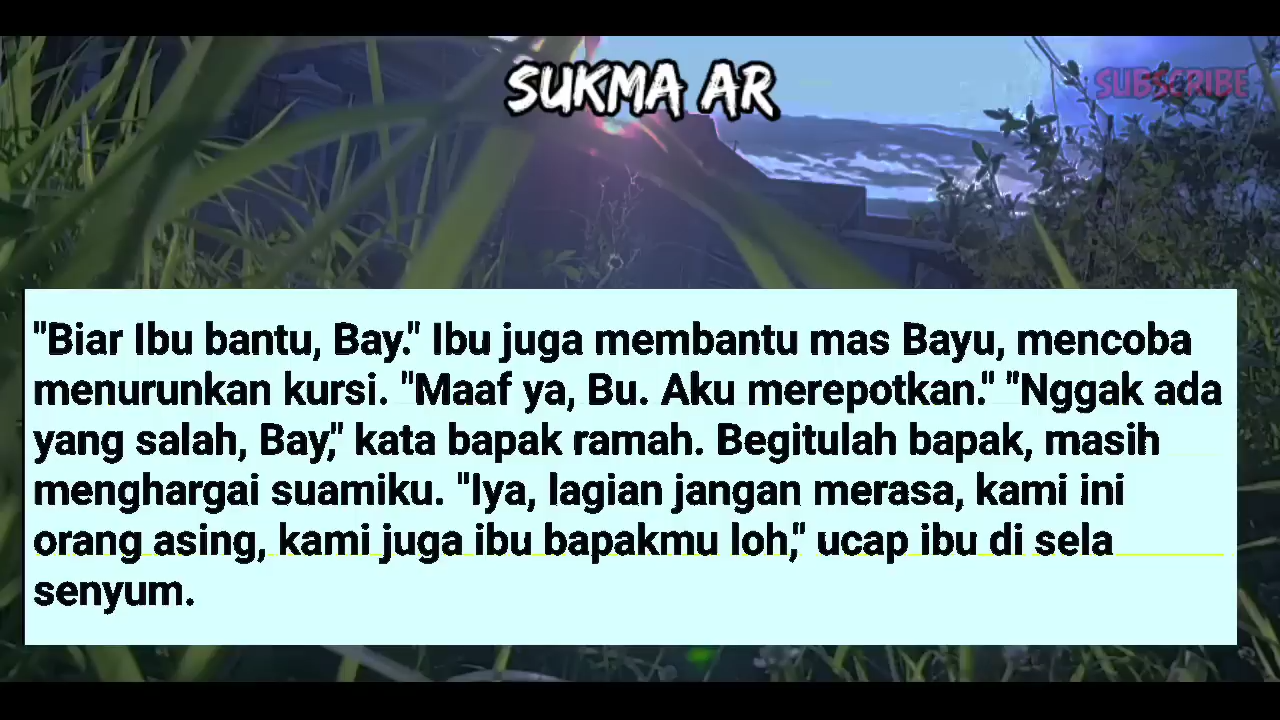 SUKMA AR
SUBSCRIBE
"Biar Ibu bantu, Bay." Ibu juga membantu mas Bayu, mencoba
menurunkan kursi. "Maaf ya, Bu. Aku merepotkan." "Nggak ada
yang salah, Bay," kata bapak ramah. Begitulah bapak, masih
menghargai suamiku. "Iya, lagian jangan merasa, kami ini
orang asing, kami juga ibu bapakmu loh," ucap ibu di sela
senyum.